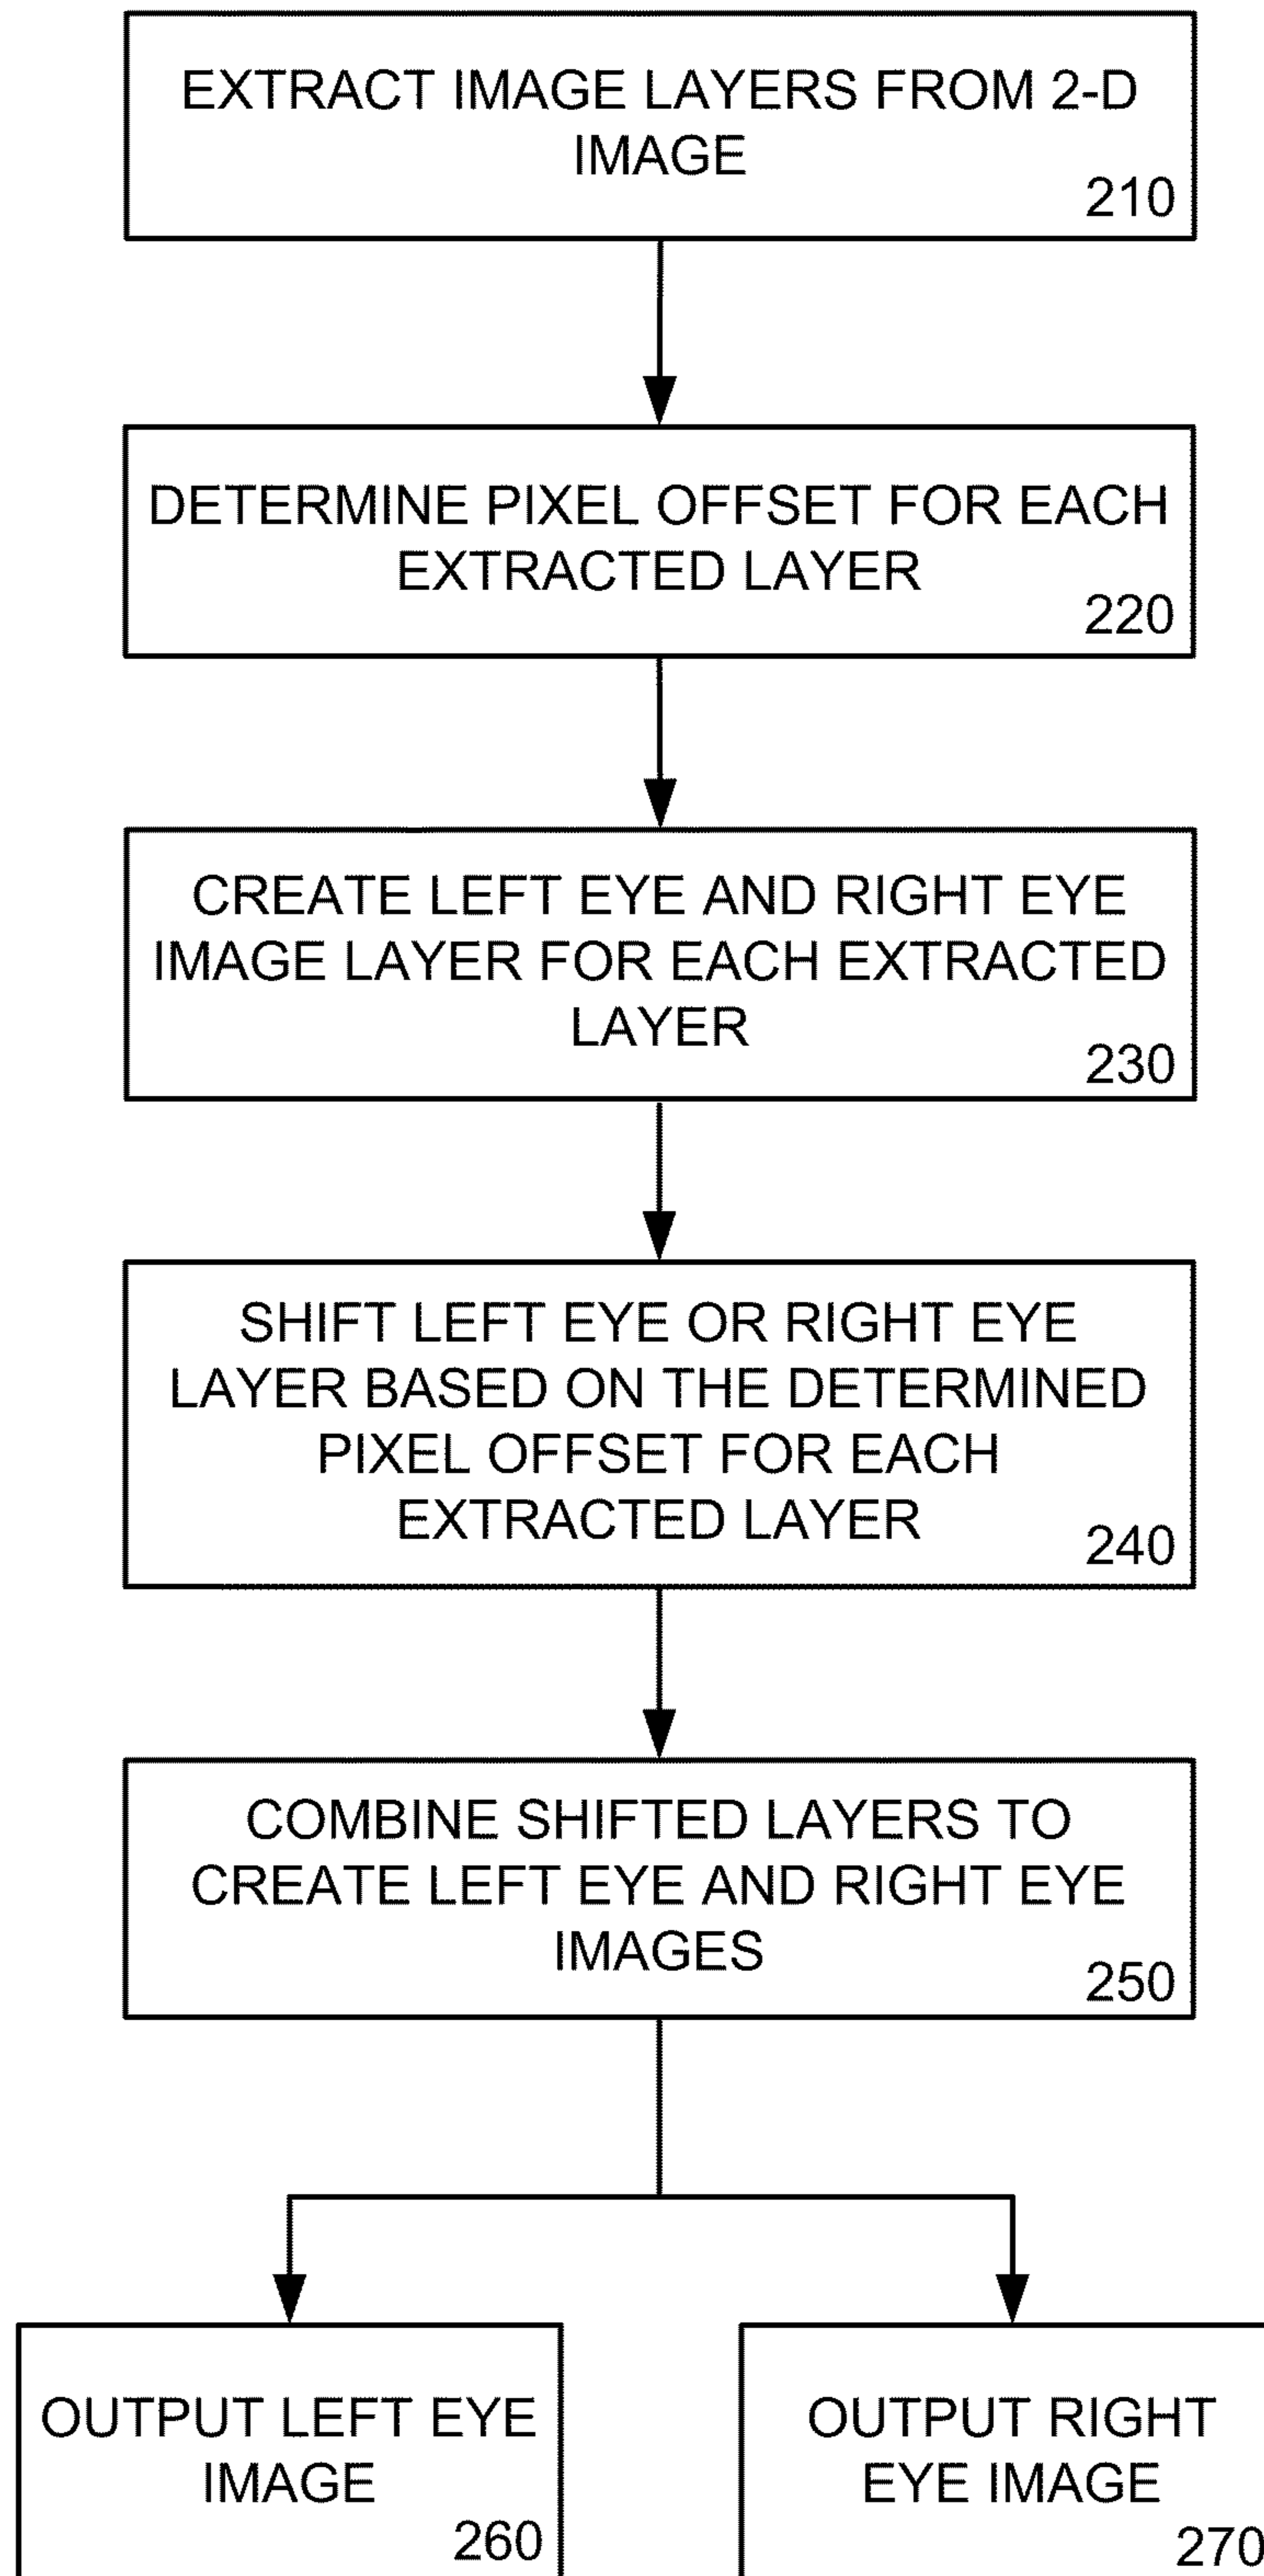 EXTRACT IMAGE LAYERS FROM 2-D
IMAGE
210
DETERMINE PIXEL OFFSET FOR EACH
EXTRACTED LAYER
220
CREATE LEFT EYE AND RIGHT EYE
IMAGE LAYER FOR EACH EXTRACTED
LAYER
230
SHIFT LEFT EYE OR RIGHT EYE
LAYER BASED ON THE DETERMINED
PIXEL OFFSET FOR EACH
EXTRACTED LAYER
240
COMBINE SHIFTED LAYERS TO
CREATE LEFT EYE AND RIGHT EYE
IMAGES
250
OUTPUT LEFT EYE
IMAGE
260
OUTPUT RIGHT
EYE IMAGE
270